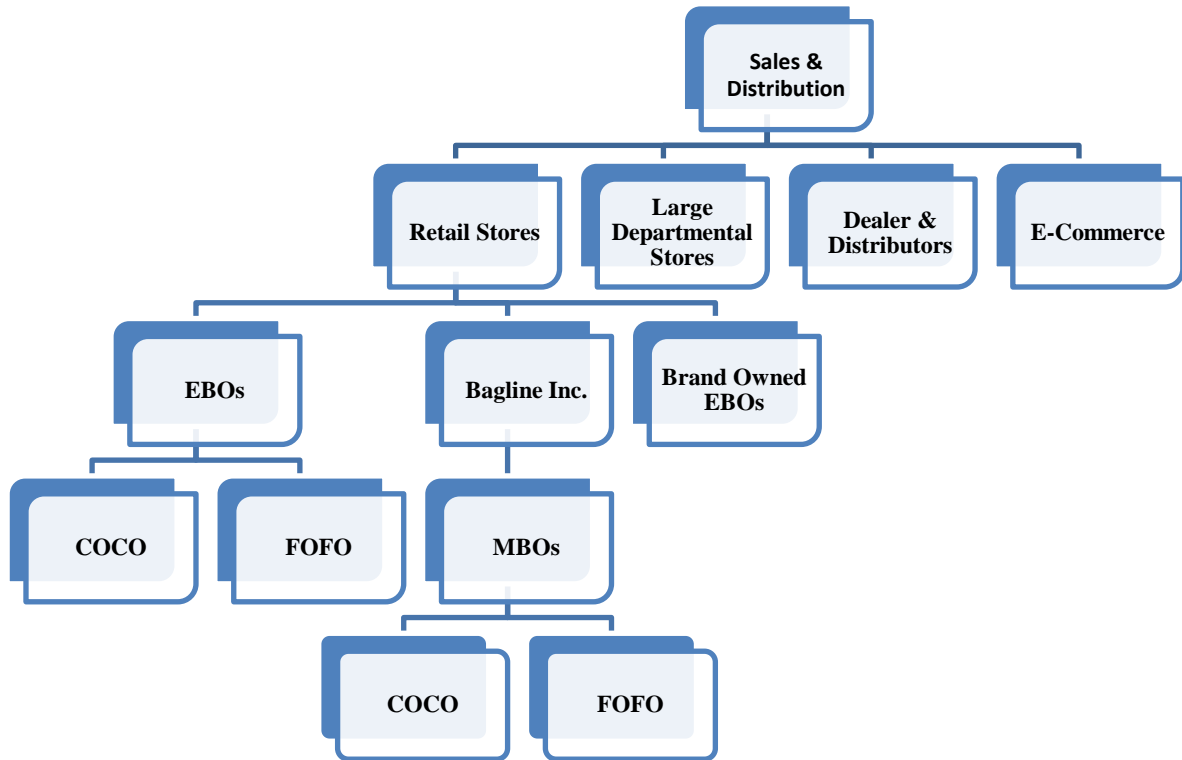 Sales &
Distribution
Retail Stores
Large
Departmental
Stores
Dealer &
Distributors
E-Commerce
EBOs
Bagline Inc.
Brand Owned
EBOs
COCO
FOFO
MBOs
COCO
FOFO